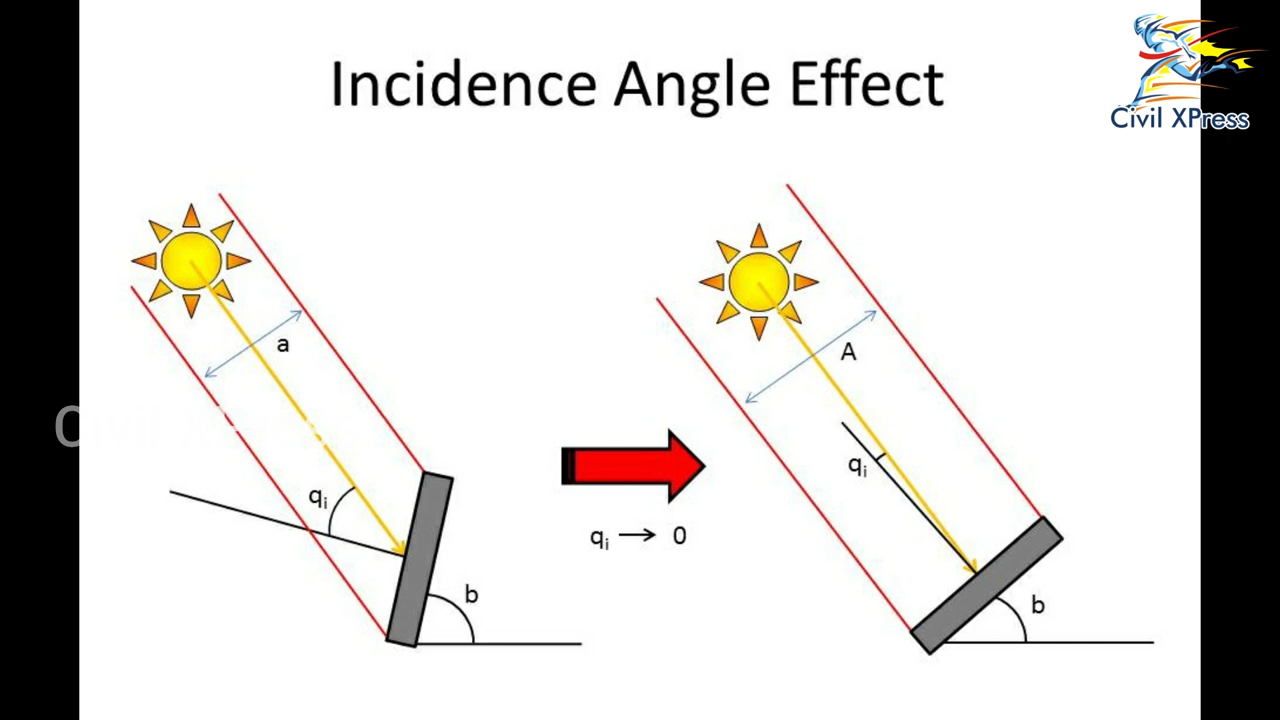 Incidence Angle Effect
Civil XPress
a
A
qᵢ
qᵢ
qᵢ → 0
b
b